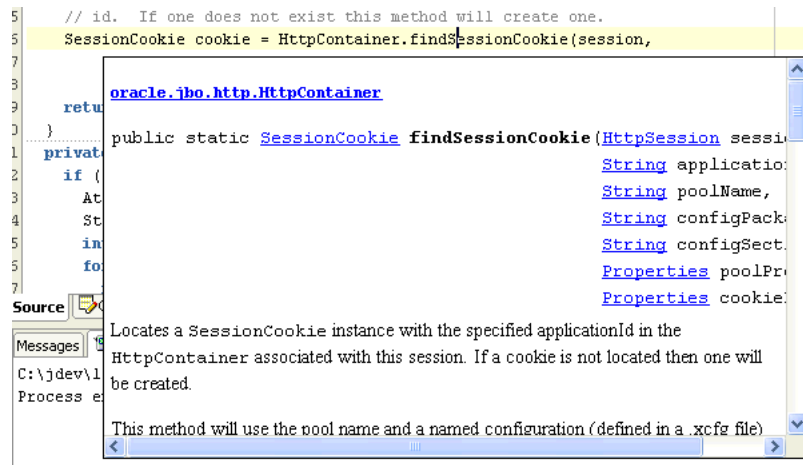 // id. If one does not exist this method will create one.
SessionCookie cookie = HttpContainer.findSessionCookie(session,
oracle.jbo.http.HttpContainer
retu
}
public static SessionCookie findSessionCookie(HttpSession sessi
privat
String applicatio
if (
String poolName,
At
String configPack
St
String configSect
in
fo
Properties poolPr
Properties cookie
Source
Locates a SessionCookie instance with the specified applicationId in the
Messages
HttpContainer associated with this session. If a cookie is not located then one will
C:\jdev\l
be created.
Process e
This method will use the pool name and a named configuration (defined in a .xcfg file)